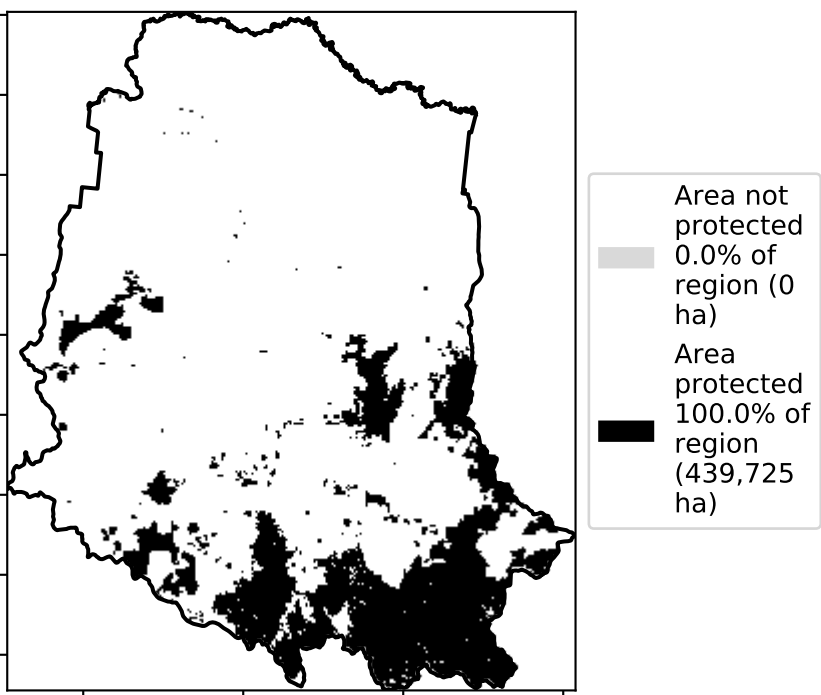 Area not
protected
0.0% of
region (0
ha)
Area
protected
100.0% of
region
(439,725
ha)